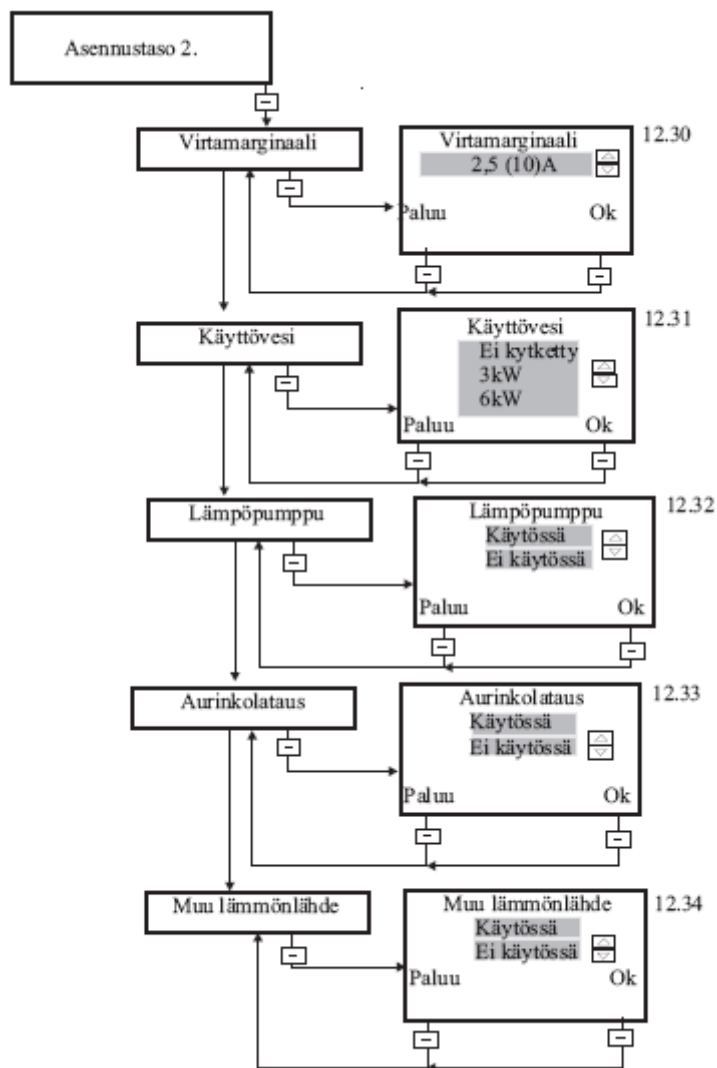 Asennustaso 2.
Virtamarginaali
Virtamarginaali
12.30
2,5 (10)A
Paluu
Ok
Käyttövesi
Käyttövesi
12.31
Ei kytketty
3kW
6kW
Paluu
Ok
Lämpöpumppu
Lämpöpumppu
12.32
Käytössä
Ei käytössä
Paluu
Ok
Aurinkolataus
Aurinkolataus
12.33
Käytössä
Ei käytössä
Paluu
Ok
Muu lämmönlähde
Muu lämmönlähde
12.34
Käytössä
Ei käytössä
Paluu
Ok